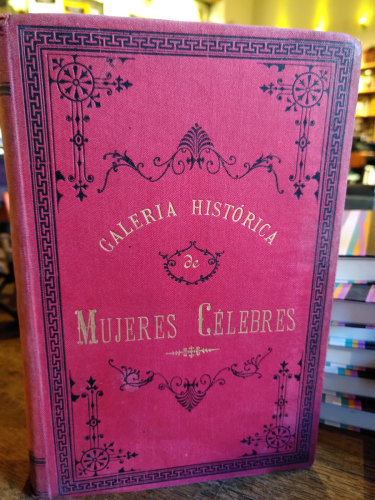 GALERIA HISTÓRICA
de
MUJERES CÉLEBRES